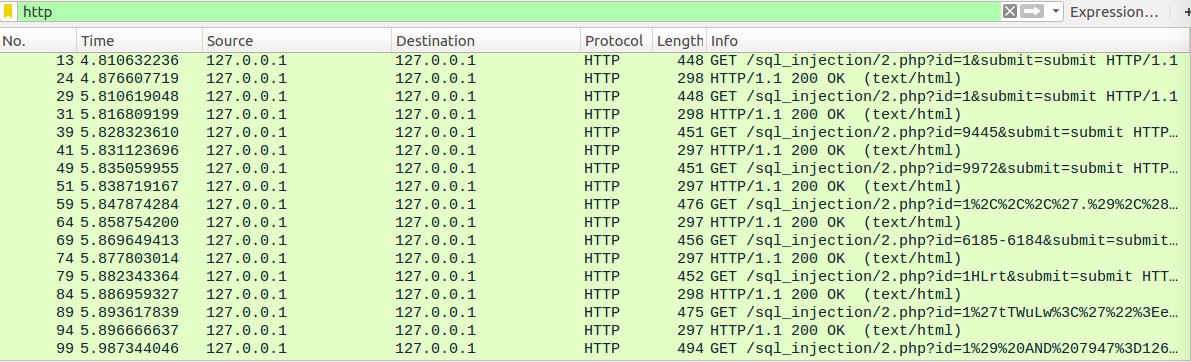 http Expression… +
No. Time Source Destination Protocol Length Info
13 4.810632236 127.0.0.1 127.0.0.1 HTTP 448 GET /sql_injection/2.php?id=1&submit=submit HTTP/1.1
24 4.876607719 127.0.0.1 127.0.0.1 HTTP 298 HTTP/1.1 200 OK (text/html)
29 5.810619048 127.0.0.1 127.0.0.1 HTTP 448 GET /sql_injection/2.php?id=1&submit=submit HTTP/1.1
31 5.816809199 127.0.0.1 127.0.0.1 HTTP 298 HTTP/1.1 200 OK (text/html)
39 5.828323610 127.0.0.1 127.0.0.1 HTTP 451 GET /sql_injection/2.php?id=9445&submit=submit HTTP…
41 5.831123696 127.0.0.1 127.0.0.1 HTTP 297 HTTP/1.1 200 OK (text/html)
49 5.835059955 127.0.0.1 127.0.0.1 HTTP 451 GET /sql_injection/2.php?id=9972&submit=submit HTTP…
51 5.838719167 127.0.0.1 127.0.0.1 HTTP 297 HTTP/1.1 200 OK (text/html)
59 5.847874284 127.0.0.1 127.0.0.1 HTTP 476 GET /sql_injection/2.php?id=1%2C%2C%2C%27.%29%2C%28…
64 5.858754200 127.0.0.1 127.0.0.1 HTTP 297 HTTP/1.1 200 OK (text/html)
69 5.869649413 127.0.0.1 127.0.0.1 HTTP 456 GET /sql_injection/2.php?id=6185-6184&submit=submit…
74 5.877803014 127.0.0.1 127.0.0.1 HTTP 297 HTTP/1.1 200 OK (text/html)
79 5.882343364 127.0.0.1 127.0.0.1 HTTP 452 GET /sql_injection/2.php?id=1HLrt&submit=submit HTT…
84 5.886959327 127.0.0.1 127.0.0.1 HTTP 298 HTTP/1.1 200 OK (text/html)
89 5.893617839 127.0.0.1 127.0.0.1 HTTP 475 GET /sql_injection/2.php?id=1%27tTWuLw%3C%27%22%3Ee…
94 5.896666637 127.0.0.1 127.0.0.1 HTTP 297 HTTP/1.1 200 OK (text/html)
99 5.987344046 127.0.0.1 127.0.0.1 HTTP 494 GET /sql_injection/2.php?id=1%29%20AND%207947%3D126…